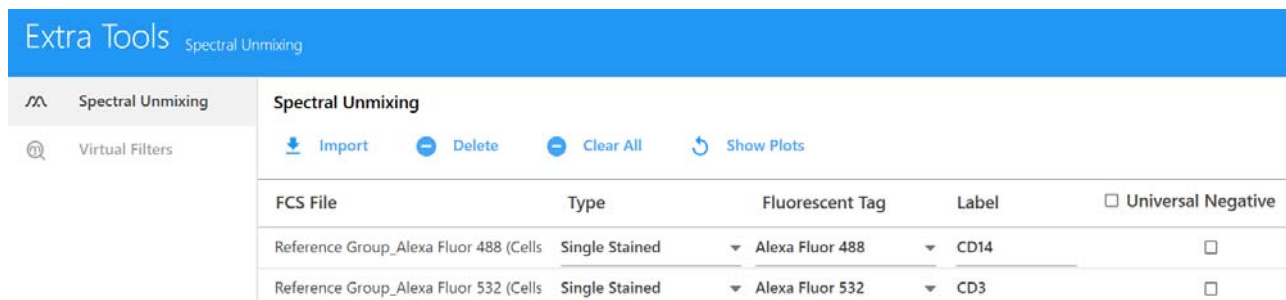 Extra Tools Spectral Unmixing
Spectral Unmixing
Virtual Filters
Spectral Unmixing
Import Delete Clear All Show Plots
FCS File Type Fluorescent Tag Label Universal Negative
Reference Group_Alexa Fluor 488 (Cells Single Stained Alexa Fluor 488 CD14
Reference Group_Alexa Fluor 532 (Cells Single Stained Alexa Fluor 532 CD3